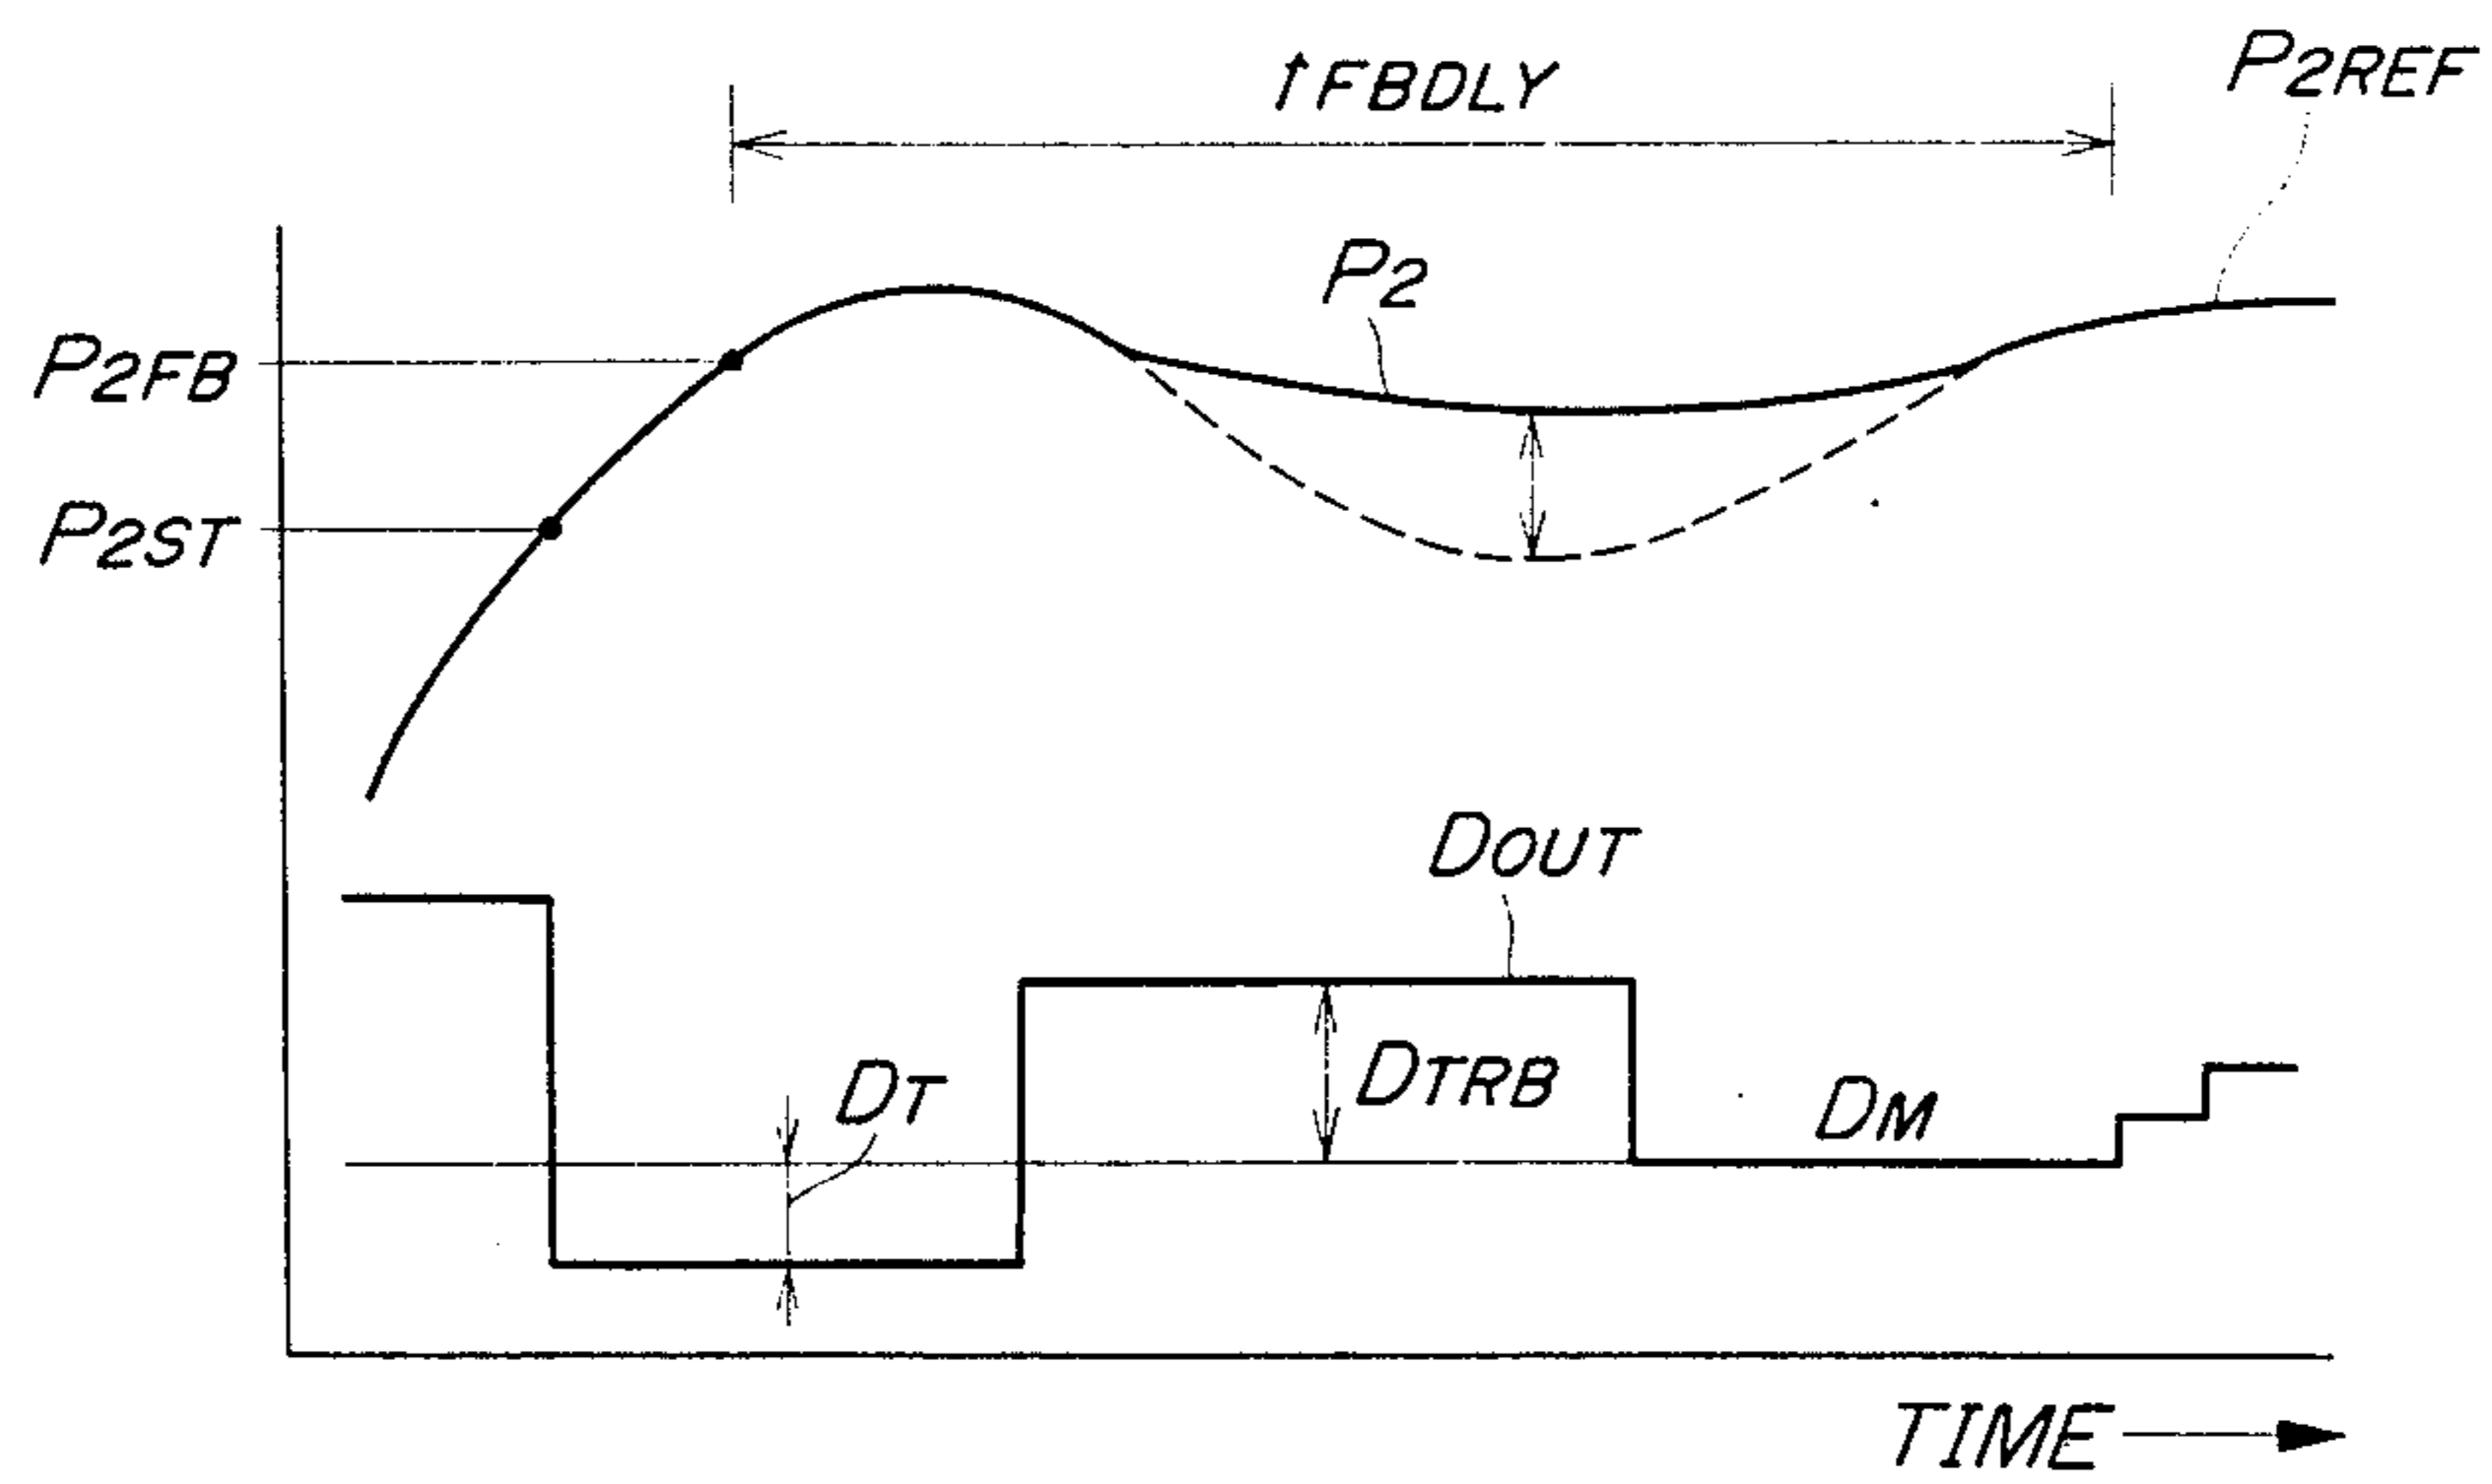 tFBDLY
P2REF
P2
P2FB
P2ST
DOUT
DT
DTRB
DM
TIME